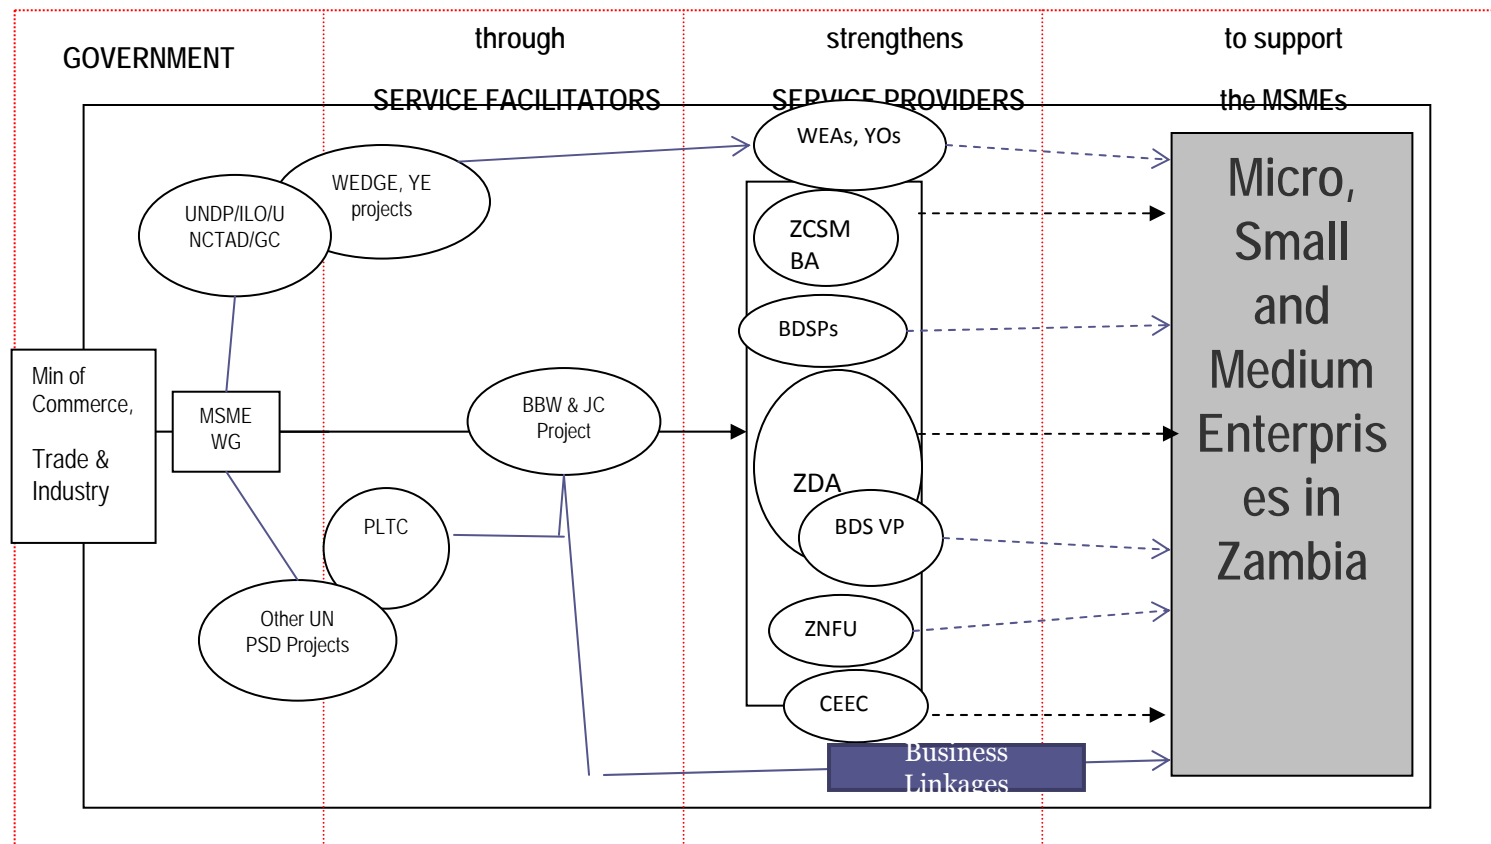 GOVERNMENT
through
SERVICE FACILITATORS
strengthens
SERVICE PROVIDERS
to support
the MSMEs
WEAs, YOs
WEDGE, YE
projects
UNDP/ILO/U
NCTAD/GC
ZCSM
BA
BDSPs
Min of
Commerce,
Trade &
Industry
MSME
WG
BBW & JC
Project
ZDA
BDS VP
PLTC
Other UN
PSD Projects
ZNFU
CEEC
Business
Linkages
Micro,
Small
and
Medium
Enterpris
es in
Zambia